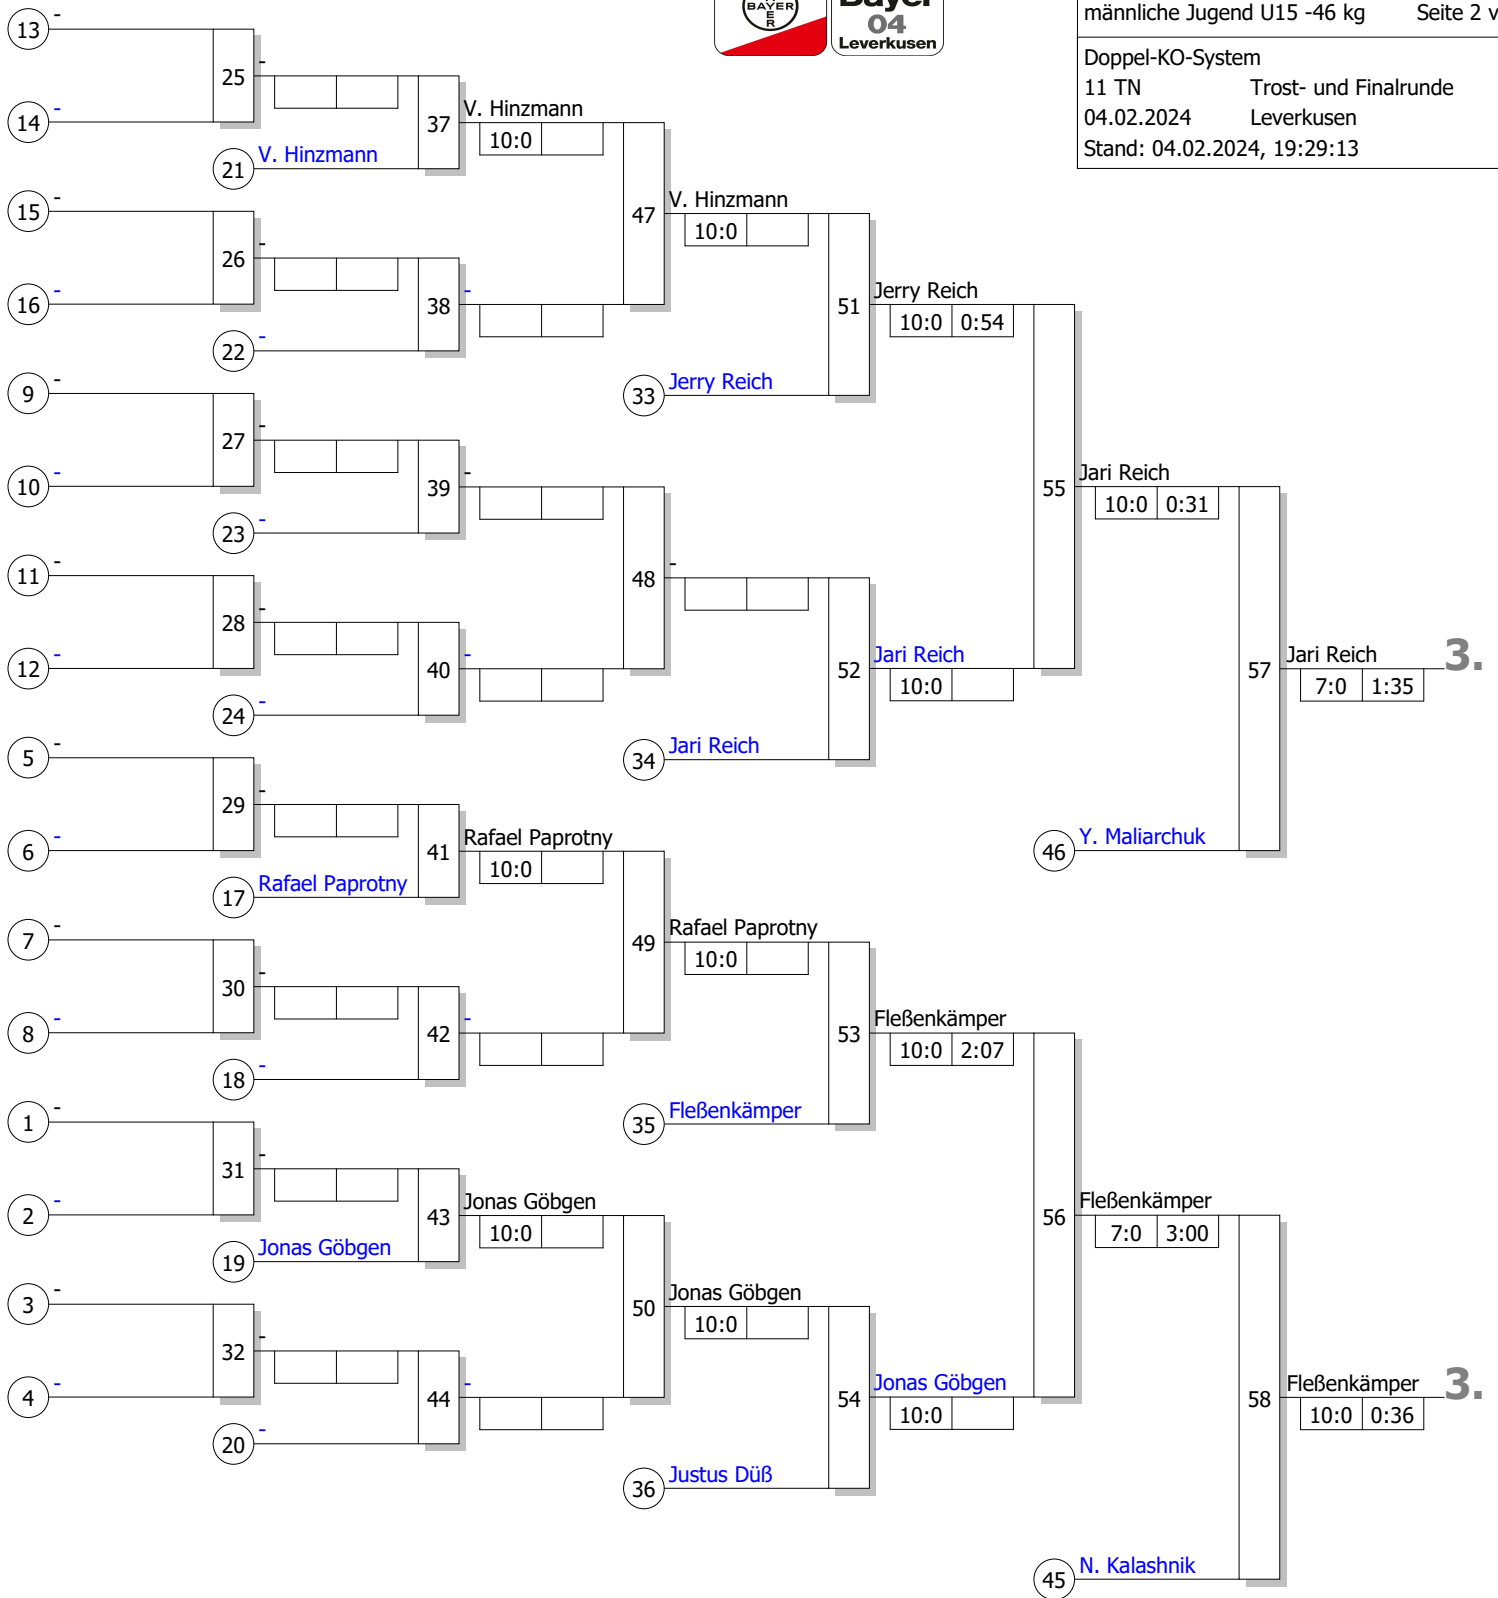 BAYER
E
R
Bayer
04
Leverkusen
männliche Jugend U15 -46 kg Seite 2 v
Doppel-KO-System
11 TN Trost- und Finalrunde
04.02.2024 Leverkusen
Stand: 04.02.2024, 19:29:13
13 -
25 -
14 -
37 V. Hinzmann
10:0
21 V. Hinzmann
15 -
47 V. Hinzmann
10:0
26 -
16 -
38 -
22 -
51 Jerry Reich
10:0 0:54
33 Jerry Reich
9 -
27 -
10 -
39 -
23 -
55 Jari Reich
10:0 0:31
11 -
48 -
28 -
12 -
40 -
24 -
52 Jari Reich
10:0
57 Jari Reich 3.
7:0 1:35
34 Jari Reich
5 -
29 -
6 -
41 Rafael Paprotny
10:0
46 Y. Maliarchuk
17 Rafael Paprotny
7 -
49 Rafael Paprotny
10:0
30 -
8 -
42 -
18 -
53 Fleßenkämper
10:0 2:07
35 Fleßenkämper
1 -
31 -
2 -
43 Jonas Göbgen
10:0
19 Jonas Göbgen
56 Fleßenkämper
7:0 3:00
3 -
50 Jonas Göbgen
10:0
32 -
4 -
44 -
20 -
54 Jonas Göbgen
10:0
58 Fleßenkämper 3.
10:0 0:36
36 Justus Düß
45 N. Kalashnik